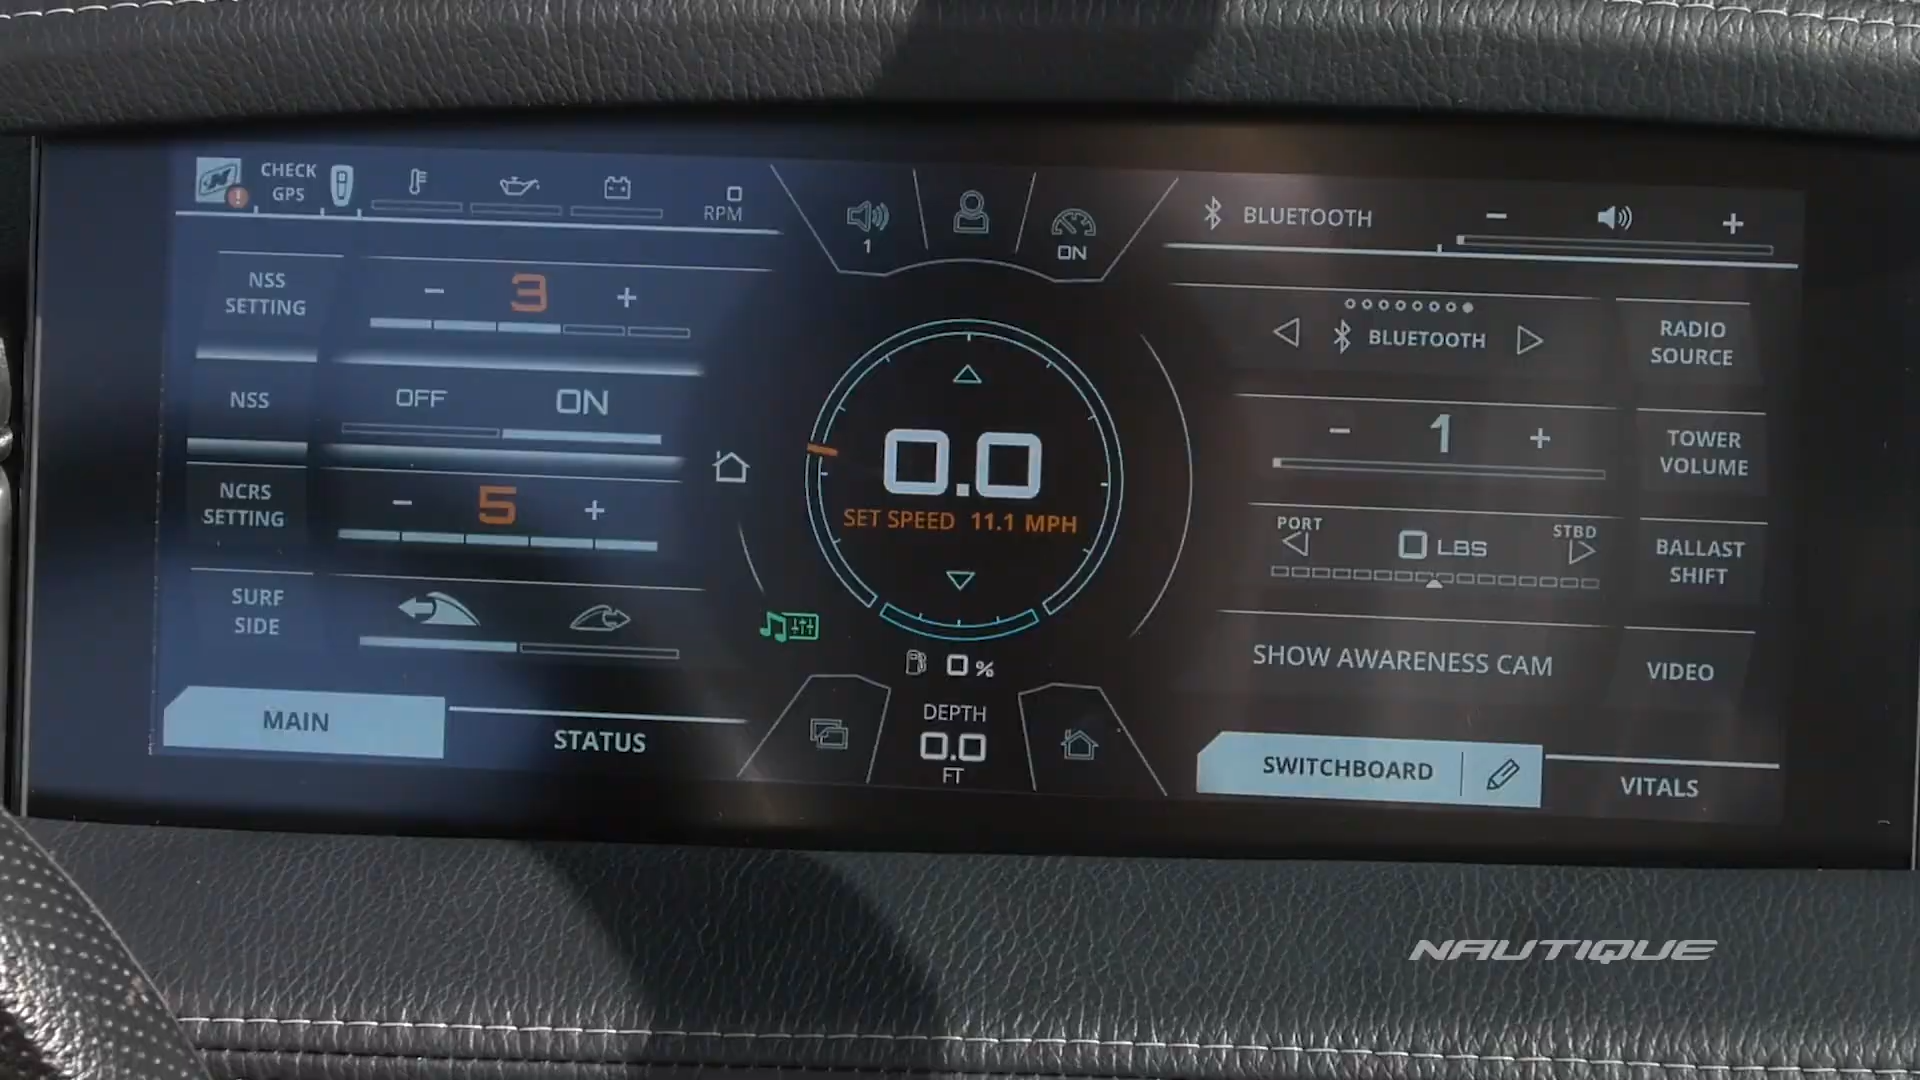 CHECK
GPS
RPM
0
1
ON
BLUETOOTH
- +
NSS
SETTING
- 3 +
NSS
OFF ON
NCRS
SETTING
- 5 +
SURF
SIDE
MAIN
STATUS
0.0
SET SPEED 11.1 MPH
0 %
DEPTH
0.0
FT
BLUETOOTH
RADIO
SOURCE
- 1 +
TOWER
VOLUME
PORT
0 LBS
STBD
BALLAST
SHIFT
SHOW AWARENESS CAM
VIDEO
SWITCHBOARD
VITALS
NAUTIQUE